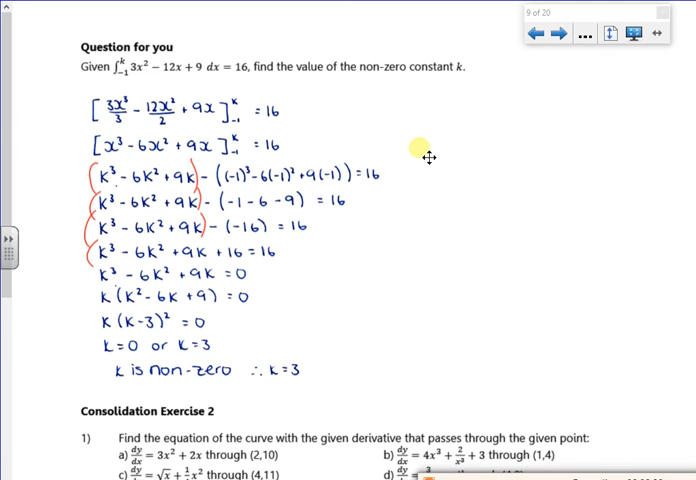 9 of 20
Question for you
Given ∫₋₁ᵏ 3x² − 12x + 9 dx = 16, find the value of the non-zero constant k.
[3x³/3 − 12x²/2 + 9x]₋₁ᵏ = 16
[x³ − 6x² + 9x]₋₁ᵏ = 16
(k³ − 6k² + 9k) − ((-1)³ − 6(-1)² + 9(-1)) = 16
(k³ − 6k² + 9k) − (−1 − 6 − 9) = 16
(k³ − 6k² + 9k) − (−16) = 16
(k³ − 6k² + 9k + 16 = 16
k³ − 6k² + 9k = 0
k(k² − 6k + 9) = 0
k(k−3)² = 0
k = 0 or k = 3
k is non-zero ∴ k = 3
Consolidation Exercise 2
1) Find the equation of the curve with the given derivative that passes through the given point:
a) dy/dx = 3x² + 2x through (2,10) b) dy/dx = 4x³ + 2/x³ + 3 through (1,4)
c) dy/dx = √x + ½x² through (4,11) d) dy/dx = 3